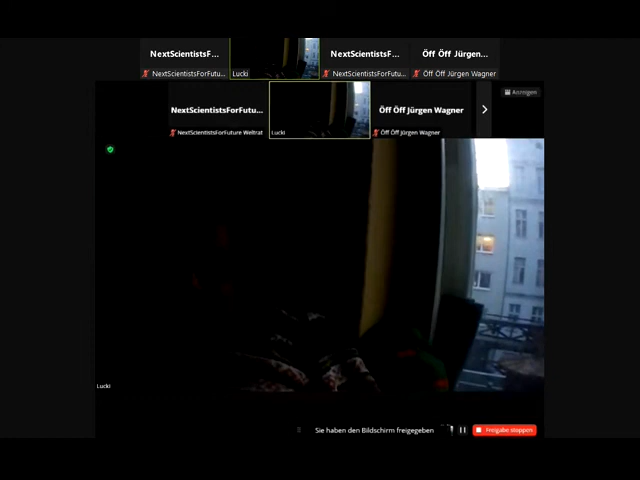 NextScientistsF... NextScientistsF... Öff Öff Jürgen...
NextScientistsForFutu... Lucki NextScientistsForFutu... Öff Öff Jürgen Wagner
NextScientistsForFutu... Öff Öff Jürgen Wagner Anzeigen
NextScientistsForFuture Weltrat Lucki Öff Öff Jürgen Wagner
Lucki
Sie haben den Bildschirm freigegeben Freigabe stoppen